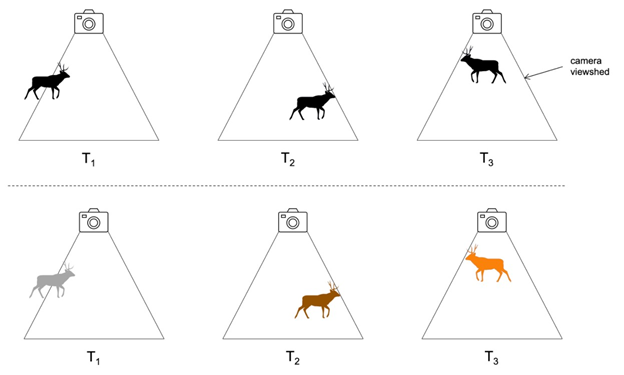 camera
viewshed
T₁ T₂ T₃
T₁ T₂ T₃